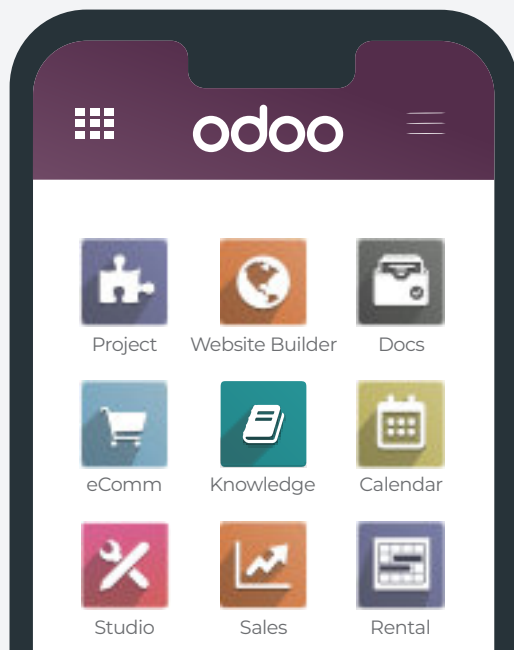 odoo
Project Website Builder Docs
eComm Knowledge Calendar
Studio Sales Rental